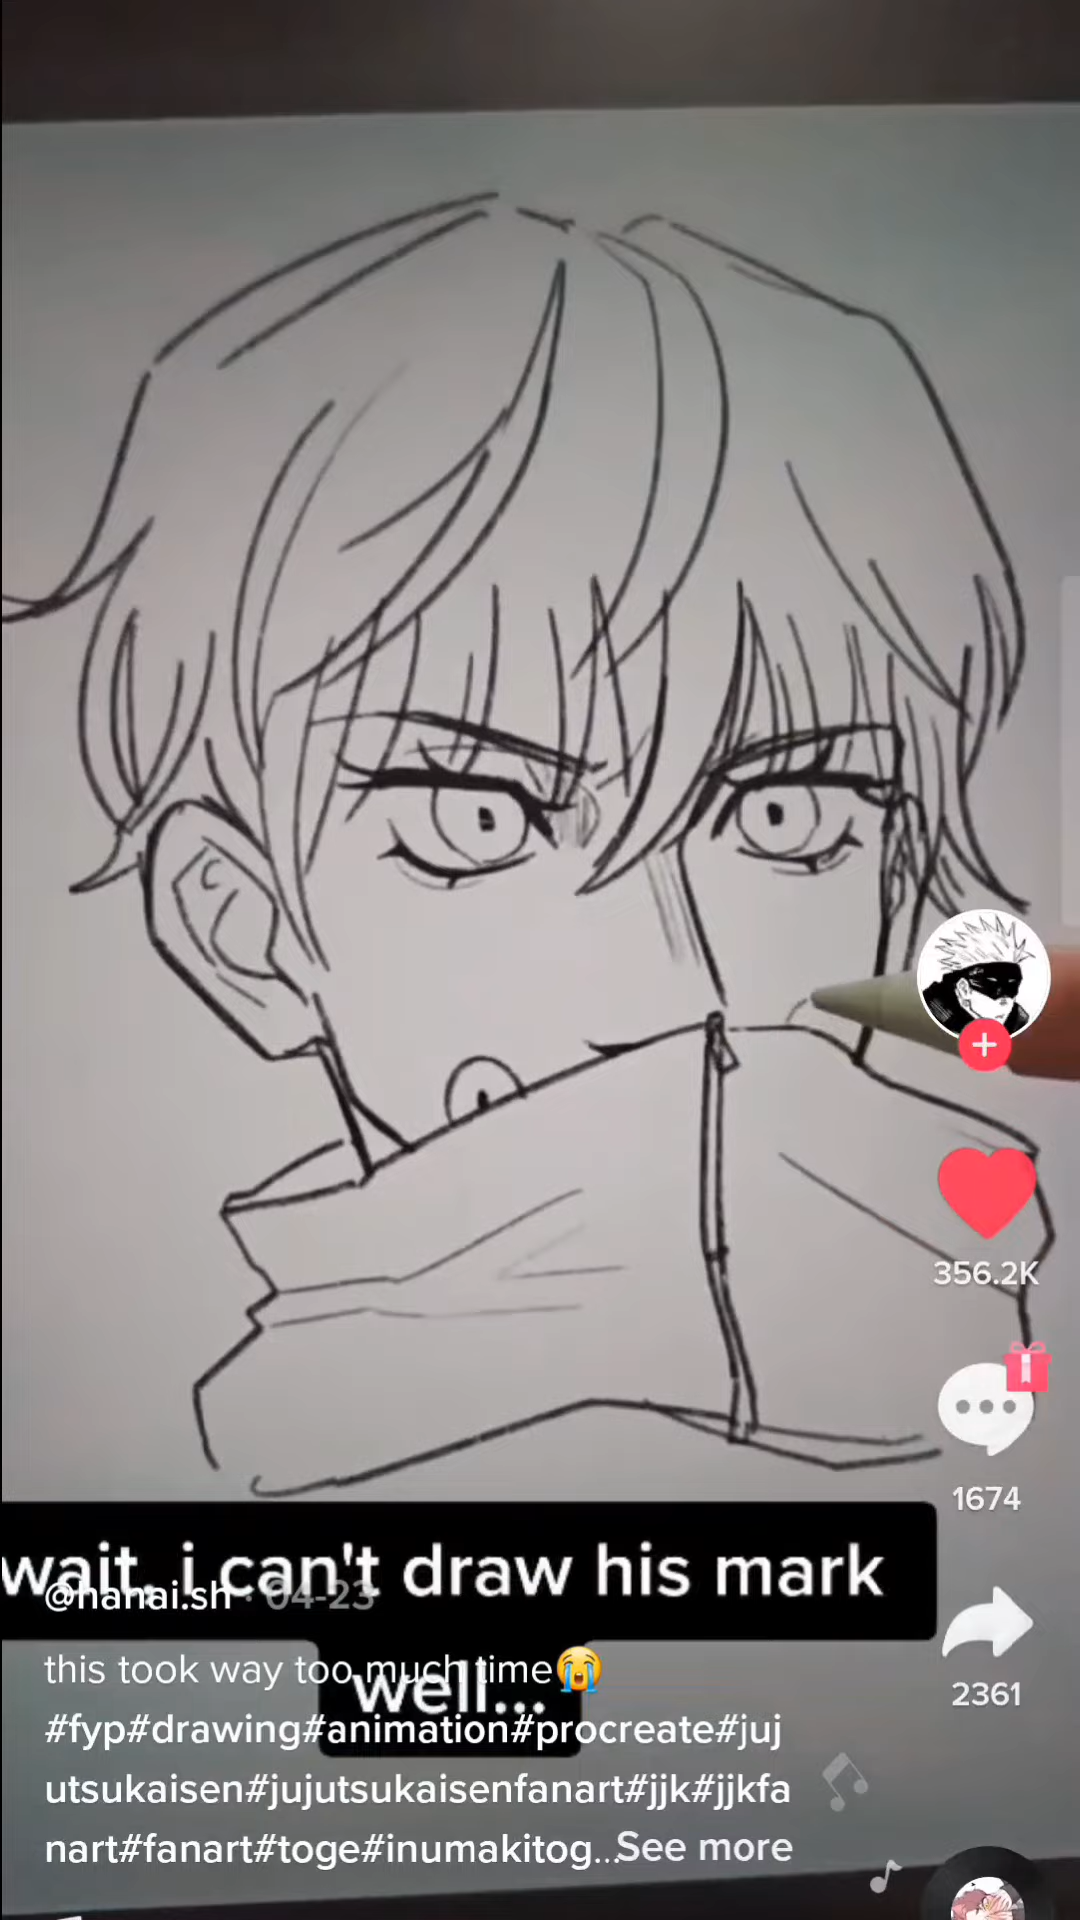 356.2K
1674
wait, i can't draw his mark
well...
2361
@hanai.sh · 04-23
this took way too much time😭
#fyp#drawing#animation#procreate#juj
utsukaisen#jujutsukaisenfanart#jjk#jjkfa
nart#fanart#toge#inumakitog...See more